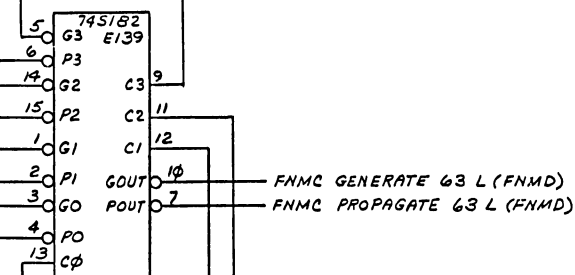 74S182
5 G3 E139
6 P3
14 G2 C3 9
15 P2 C2 11
1 G1 C1 12
2 P1 GOUT 10 FNMC GENERATE 63 L (FNMD)
3 G0 POUT 7 FNMC PROPAGATE 63 L (FNMD)
4 P0
13 CØ